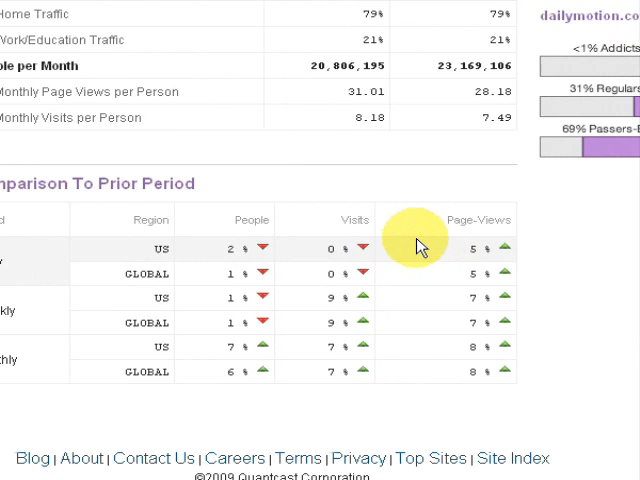 Home Traffic 79% 79%
Work/Education Traffic 21% 21%
ple per Month 20,806,195 23,169,106
Monthly Page Views per Person 31.01 28.18
Monthly Visits per Person 8.18 7.49
dailymotion.co
<1% Addicts
31% Regulars
69% Passers-B
mparison To Prior Period
d Region People Visits Page-Views
y US 2 % 0 % 5 %
GLOBAL 1 % 0 % 5 %
kly US 1 % 9 % 7 %
GLOBAL 1 % 9 % 7 %
thly US 7 % 7 % 8 %
GLOBAL 6 % 7 % 8 %
Blog | About | Contact Us | Careers | Terms | Privacy | Top Sites | Site Index
©2009 Quantcast Corporation